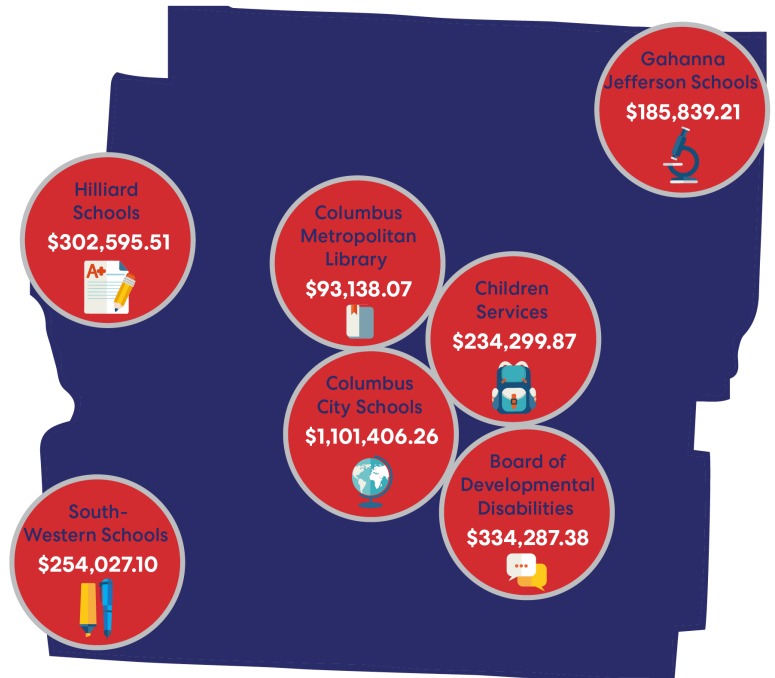 Gahanna
Jefferson Schools
$185,839.21
Hilliard
Schools
$302,595.51
A+
Columbus
Metropolitan
Library
$93,138.07
Children
Services
$234,299.87
Columbus
City Schools
$1,101,406.26
Board of
Developmental
Disabilities
$334,287.38
South-
Western Schools
$254,027.10